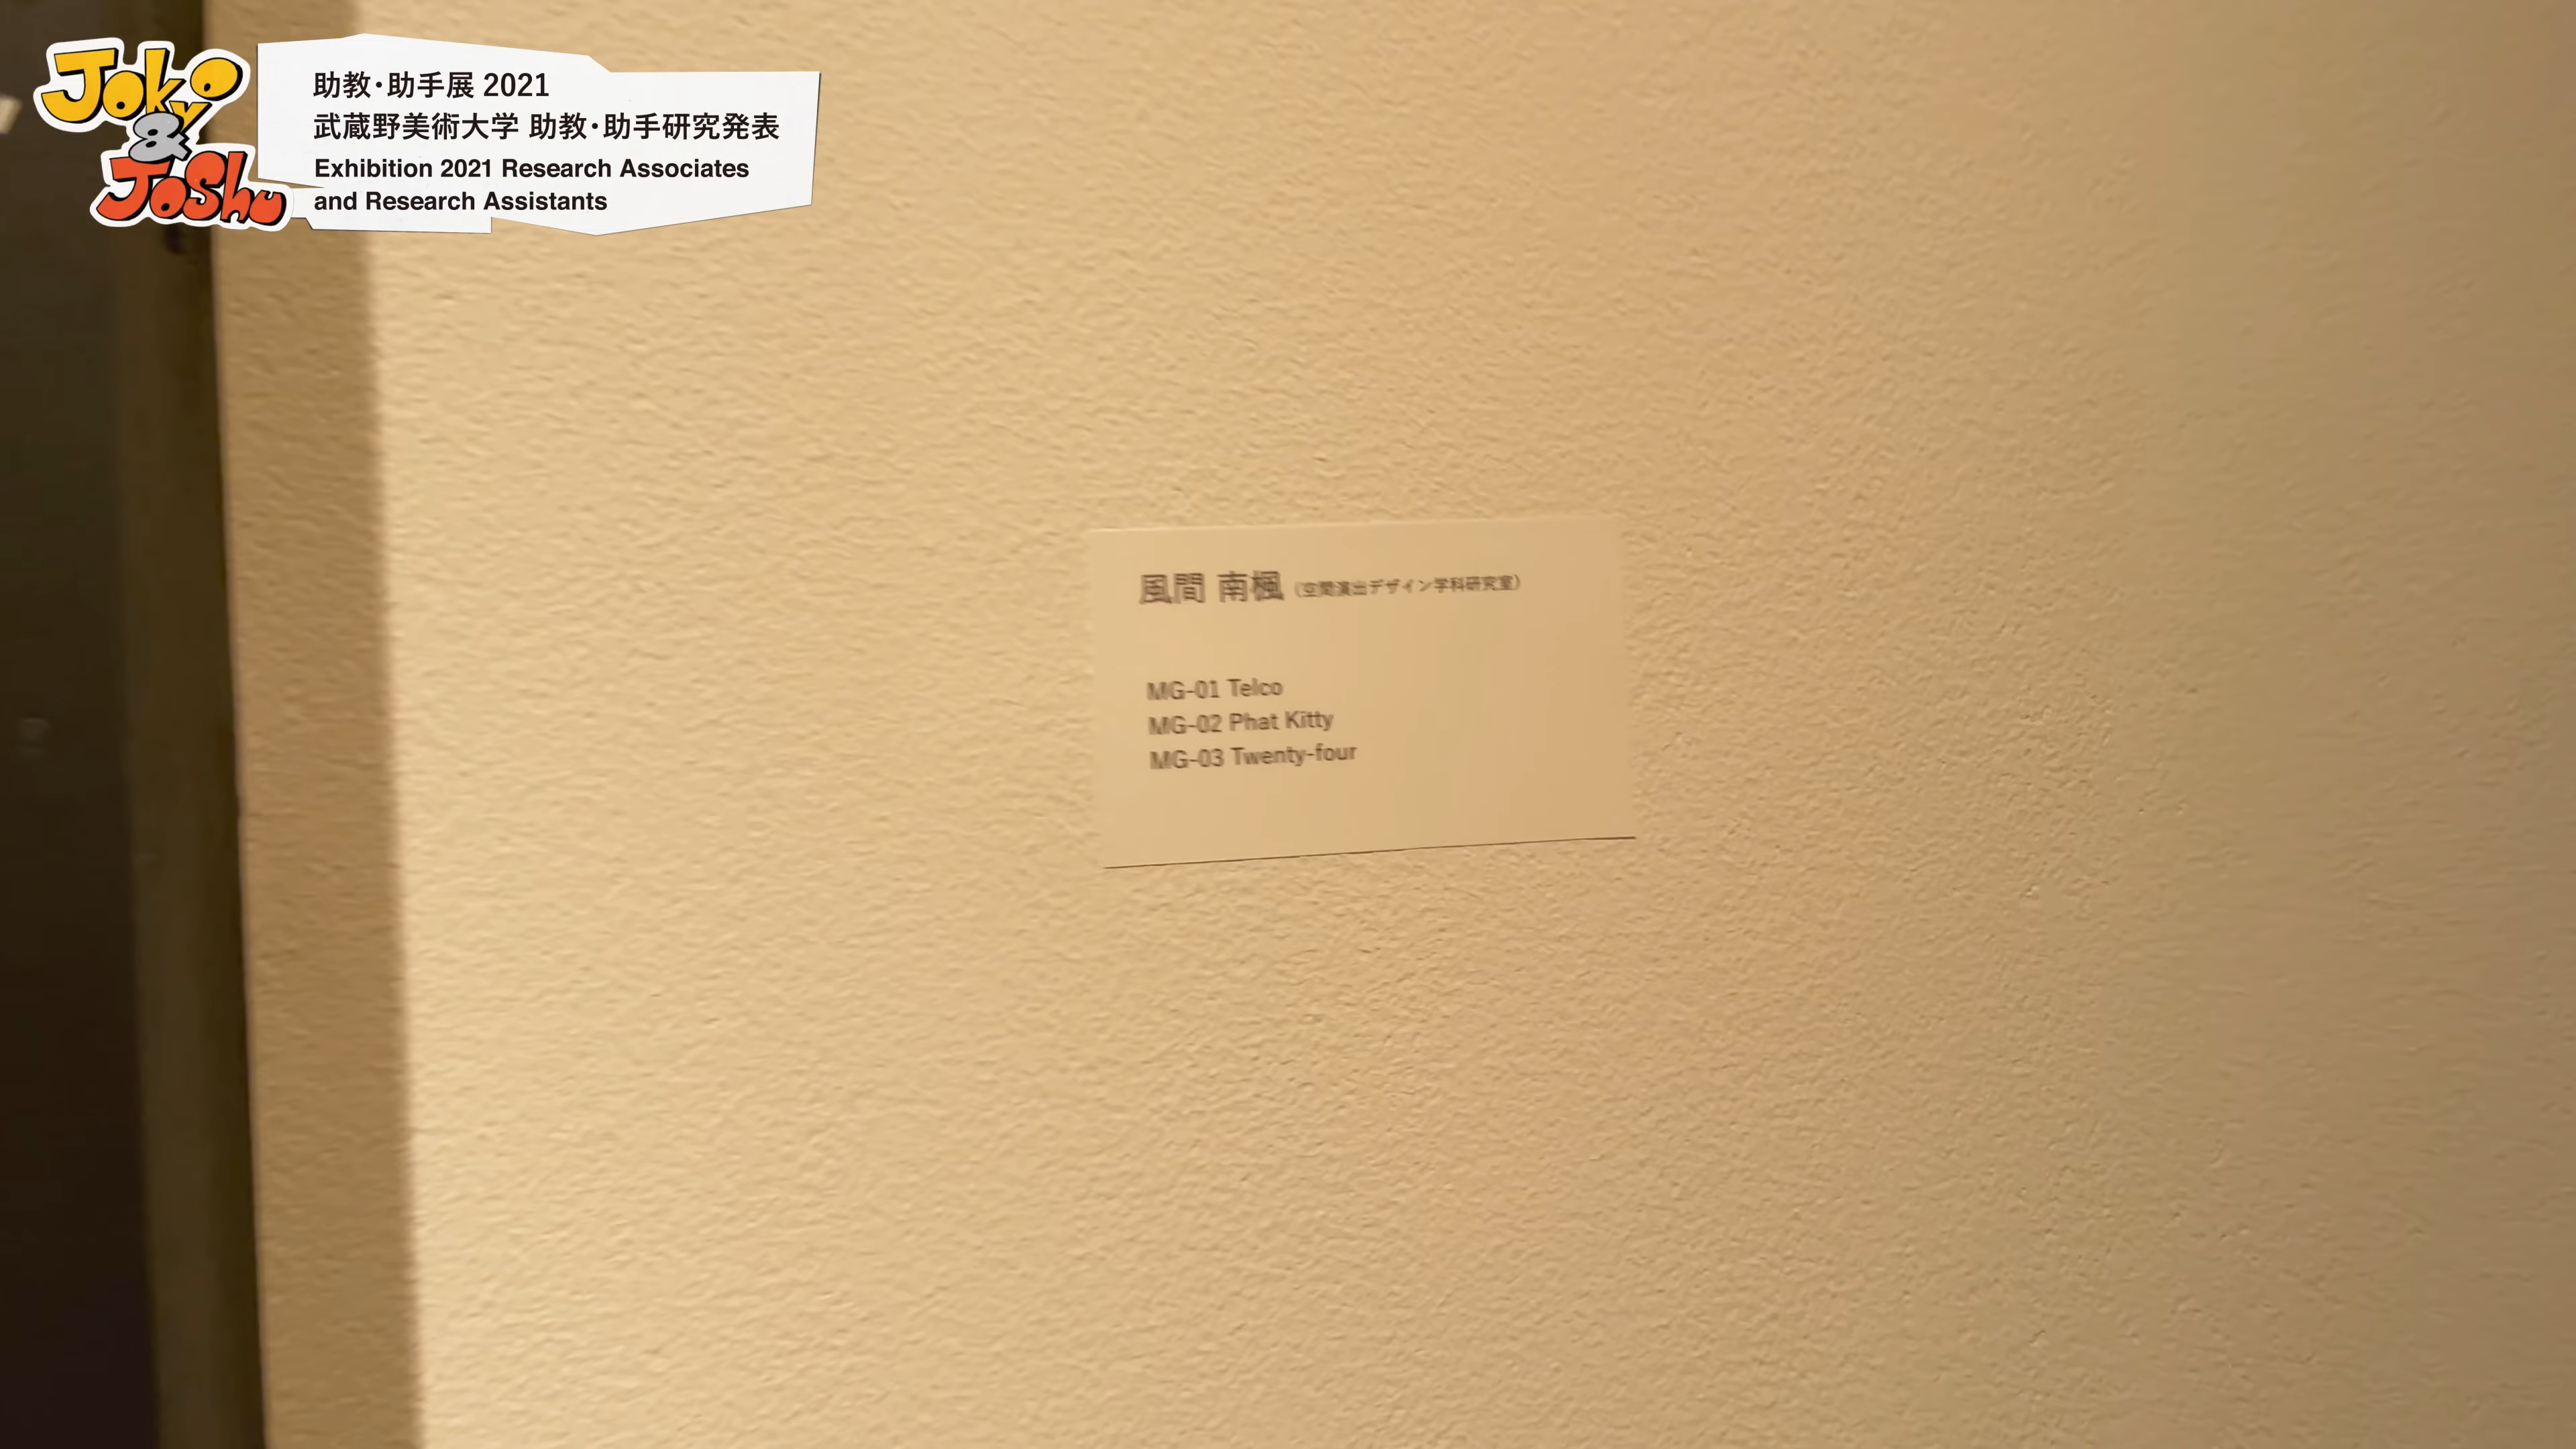 Jokyo
&
Joshu
助教・助手展 2021
武蔵野美術大学 助教・助手研究発表
Exhibition 2021 Research Associates
and Research Assistants
風間 南楓 (空間演出デザイン学科研究室)
MG-01 Telco
MG-02 Phat Kitty
MG-03 Twenty-four